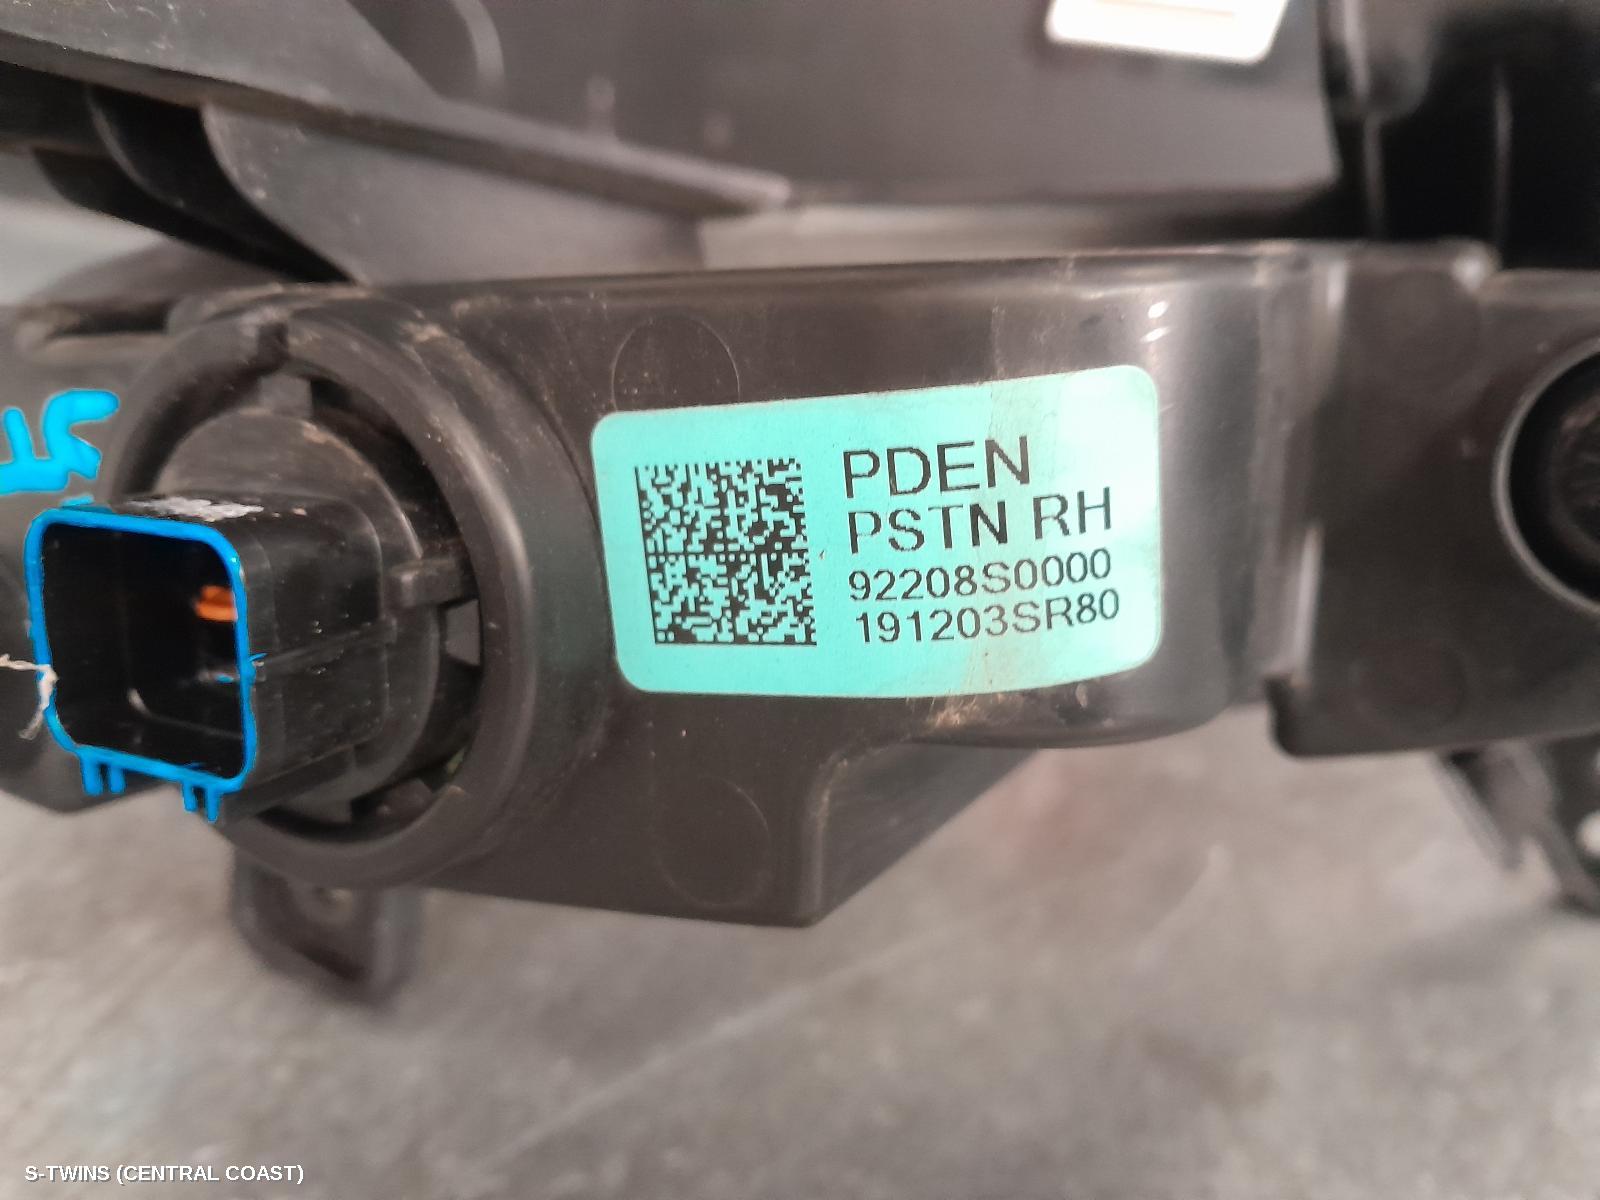 PDEN
PSTN RH
92208S0000
191203SR80
S-TWINS (CENTRAL COAST)